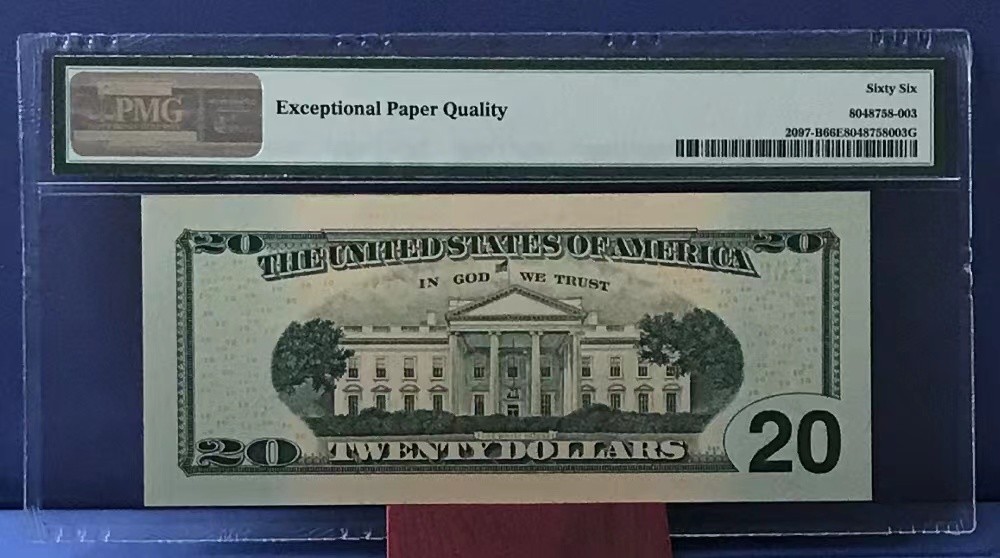 PMG
Exceptional Paper Quality
Sixty Six
8048758-003
2097-B66E8048758003G
20 THE UNITED STATES OF AMERICA 20
IN GOD WE TRUST
20 TWENTY DOLLARS 20